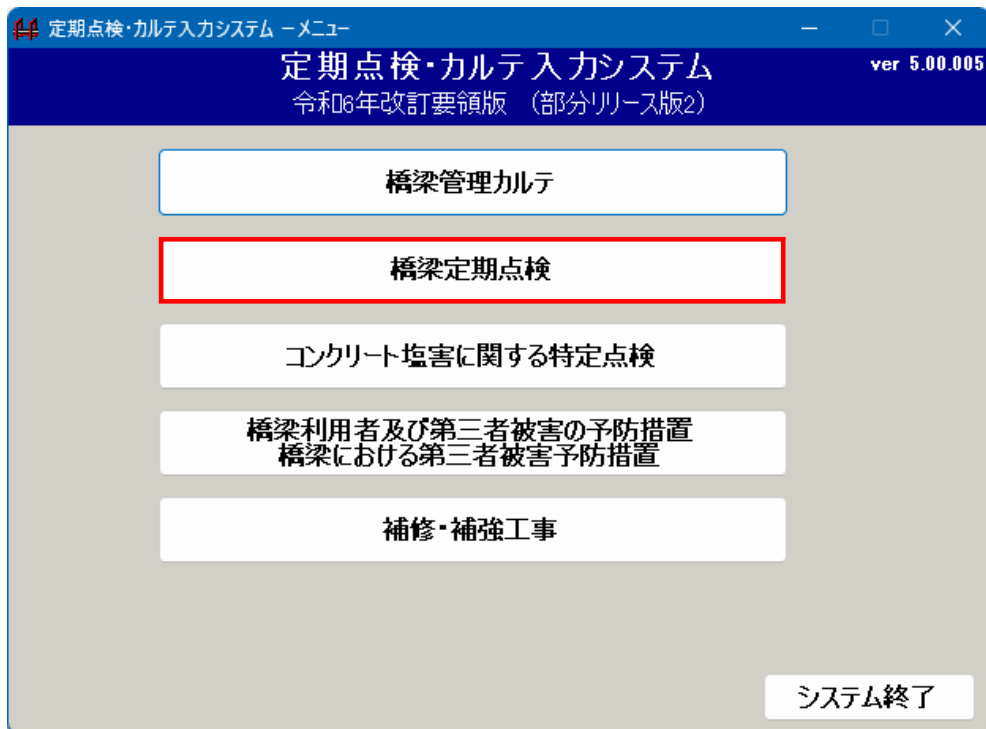 定期点検・カルテ入力システム －メニュー－
定期点検・カルテ入力システム
ver 5.00.005
令和6年改訂要領版 （部分リリース版2）
橋梁管理カルテ
橋梁定期点検
コンクリート塩害に関する特定点検
橋梁利用者及び第三者被害の予防措置
橋梁における第三者被害予防措置
補修・補強工事
システム終了